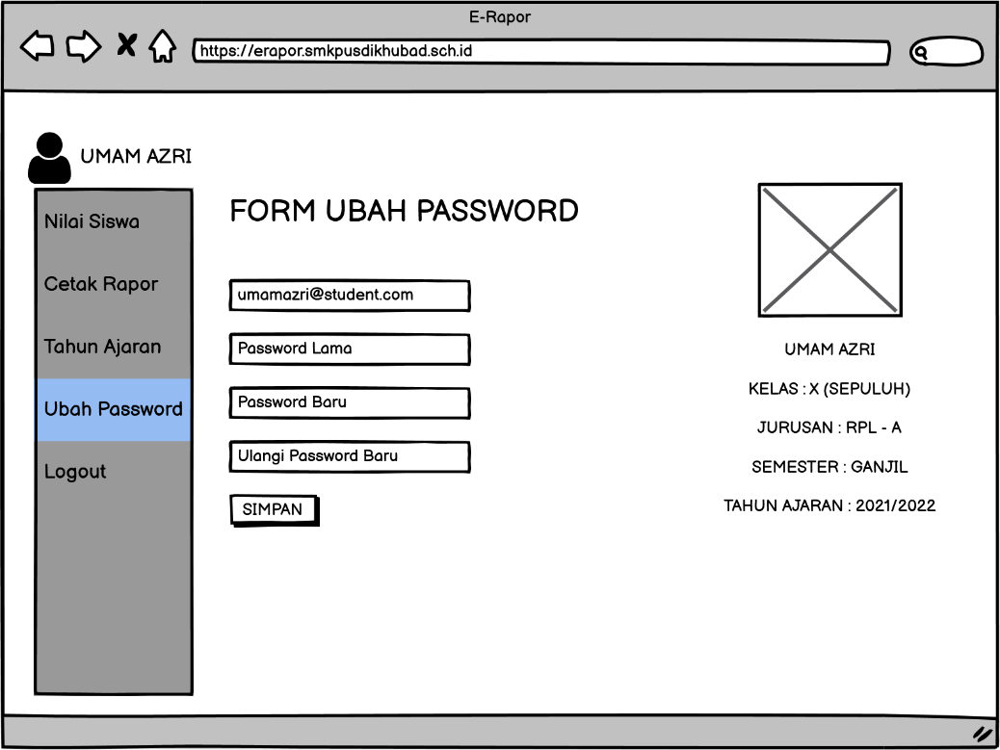 E-Rapor
https://erapor.smkpusdikhubad.sch.id
UMAM AZRI
Nilai Siswa
Cetak Rapor
Tahun Ajaran
Ubah Password
Logout
FORM UBAH PASSWORD
umamazri@student.com
Password Lama
Password Baru
Ulangi Password Baru
SIMPAN
UMAM AZRI
KELAS : X (SEPULUH)
JURUSAN : RPL - A
SEMESTER : GANJIL
TAHUN AJARAN : 2021/2022